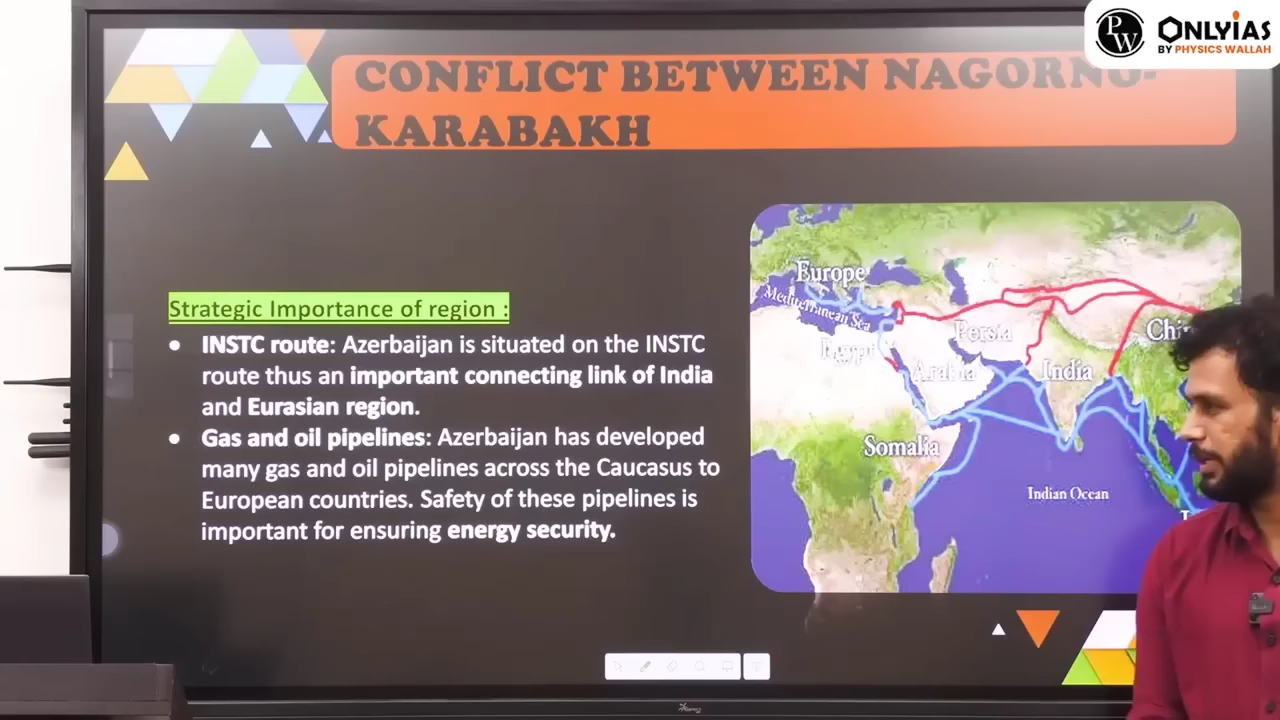 PW
ONLYIAS
BY PHYSICS WALLAH
CONFLICT BETWEEN NAGORNO-
KARABAKH
Strategic Importance of region :
• INSTC route: Azerbaijan is situated on the INSTC
route thus an important connecting link of India
and Eurasian region.
• Gas and oil pipelines: Azerbaijan has developed
many gas and oil pipelines across the Caucasus to
European countries. Safety of these pipelines is
important for ensuring energy security.
Europe
Mediterranean Sea
Egypt
Persia
Arabia
India
Somalia
Indian Ocean